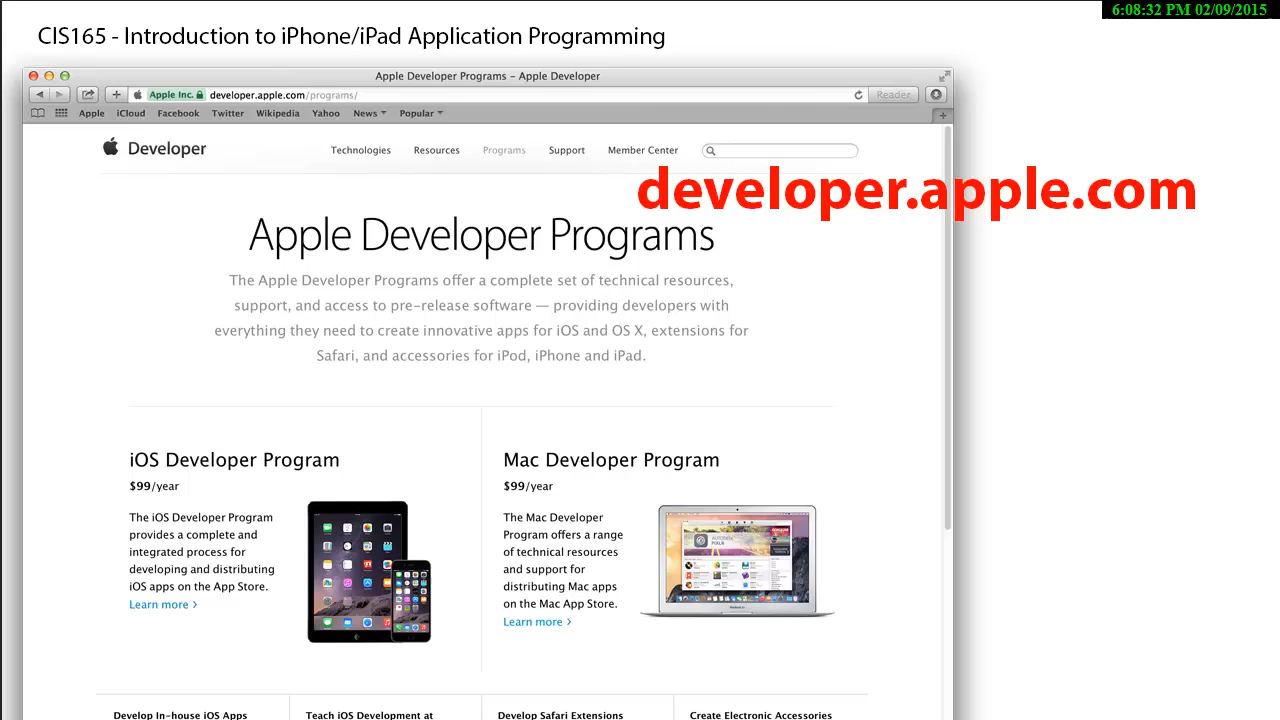 6:08:32 PM 02/09/2015
CIS165 - Introduction to iPhone/iPad Application Programming
Apple Developer Programs – Apple Developer
Apple Inc. developer.apple.com/programs/ Reader
Apple iCloud Facebook Twitter Wikipedia Yahoo News Popular
Developer Technologies Resources Programs Support Member Center
developer.apple.com
Apple Developer Programs
The Apple Developer Programs offer a complete set of technical resources,
support, and access to pre-release software — providing developers with
everything they need to create innovative apps for iOS and OS X, extensions for
Safari, and accessories for iPod, iPhone and iPad.
iOS Developer Program
$99/year
The iOS Developer Program
provides a complete and
integrated process for
developing and distributing
iOS apps on the App Store.
Learn more >
Mac Developer Program
$99/year
The Mac Developer
Program offers a range
of technical resources
and support for
distributing Mac apps
on the Mac App Store.
Learn more >
Develop In-house iOS Apps
Teach iOS Development at
Develop Safari Extensions
Create Electronic Accessories